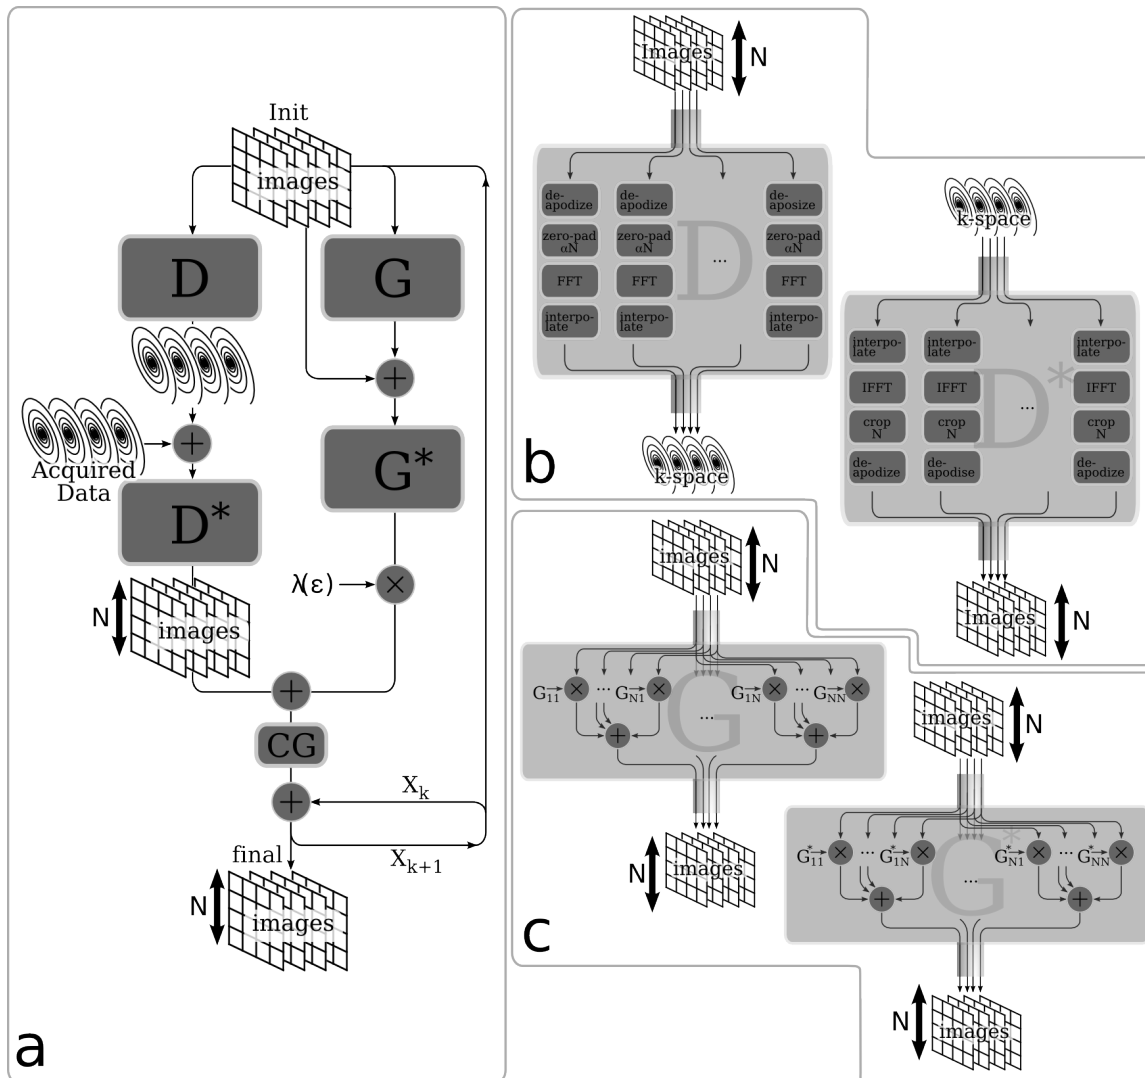 Init
images
D
G
+
Acquired
Data
+
G*
D*
λ(ε)
×
N
images
+
CG
+
Xk
Xk+1
final
N
images
a
Images
N
de-
apodize
de-
apodize
de-
aposize
zero-pad
αN
zero-pad
αN
zero-pad
αN
D
...
FFT
FFT
FFT
interpo-
late
interpo-
late
interpo-
late
k-space
b
k-space
interpo-
late
interpo-
late
interpo-
late
IFFT
IFFT
IFFT
D*
...
crop
N
crop
N
crop
N
de-
apodize
de-
apodise
de-
apodize
Images
N
images
N
G11
×
...
GN1
×
G
...
G1N
×
...
GNN
×
+
+
N
images
c
images
N
G*11
×
...
G*1N
×
G*
...
G*N1
×
...
G*NN
×
+
+
N
images